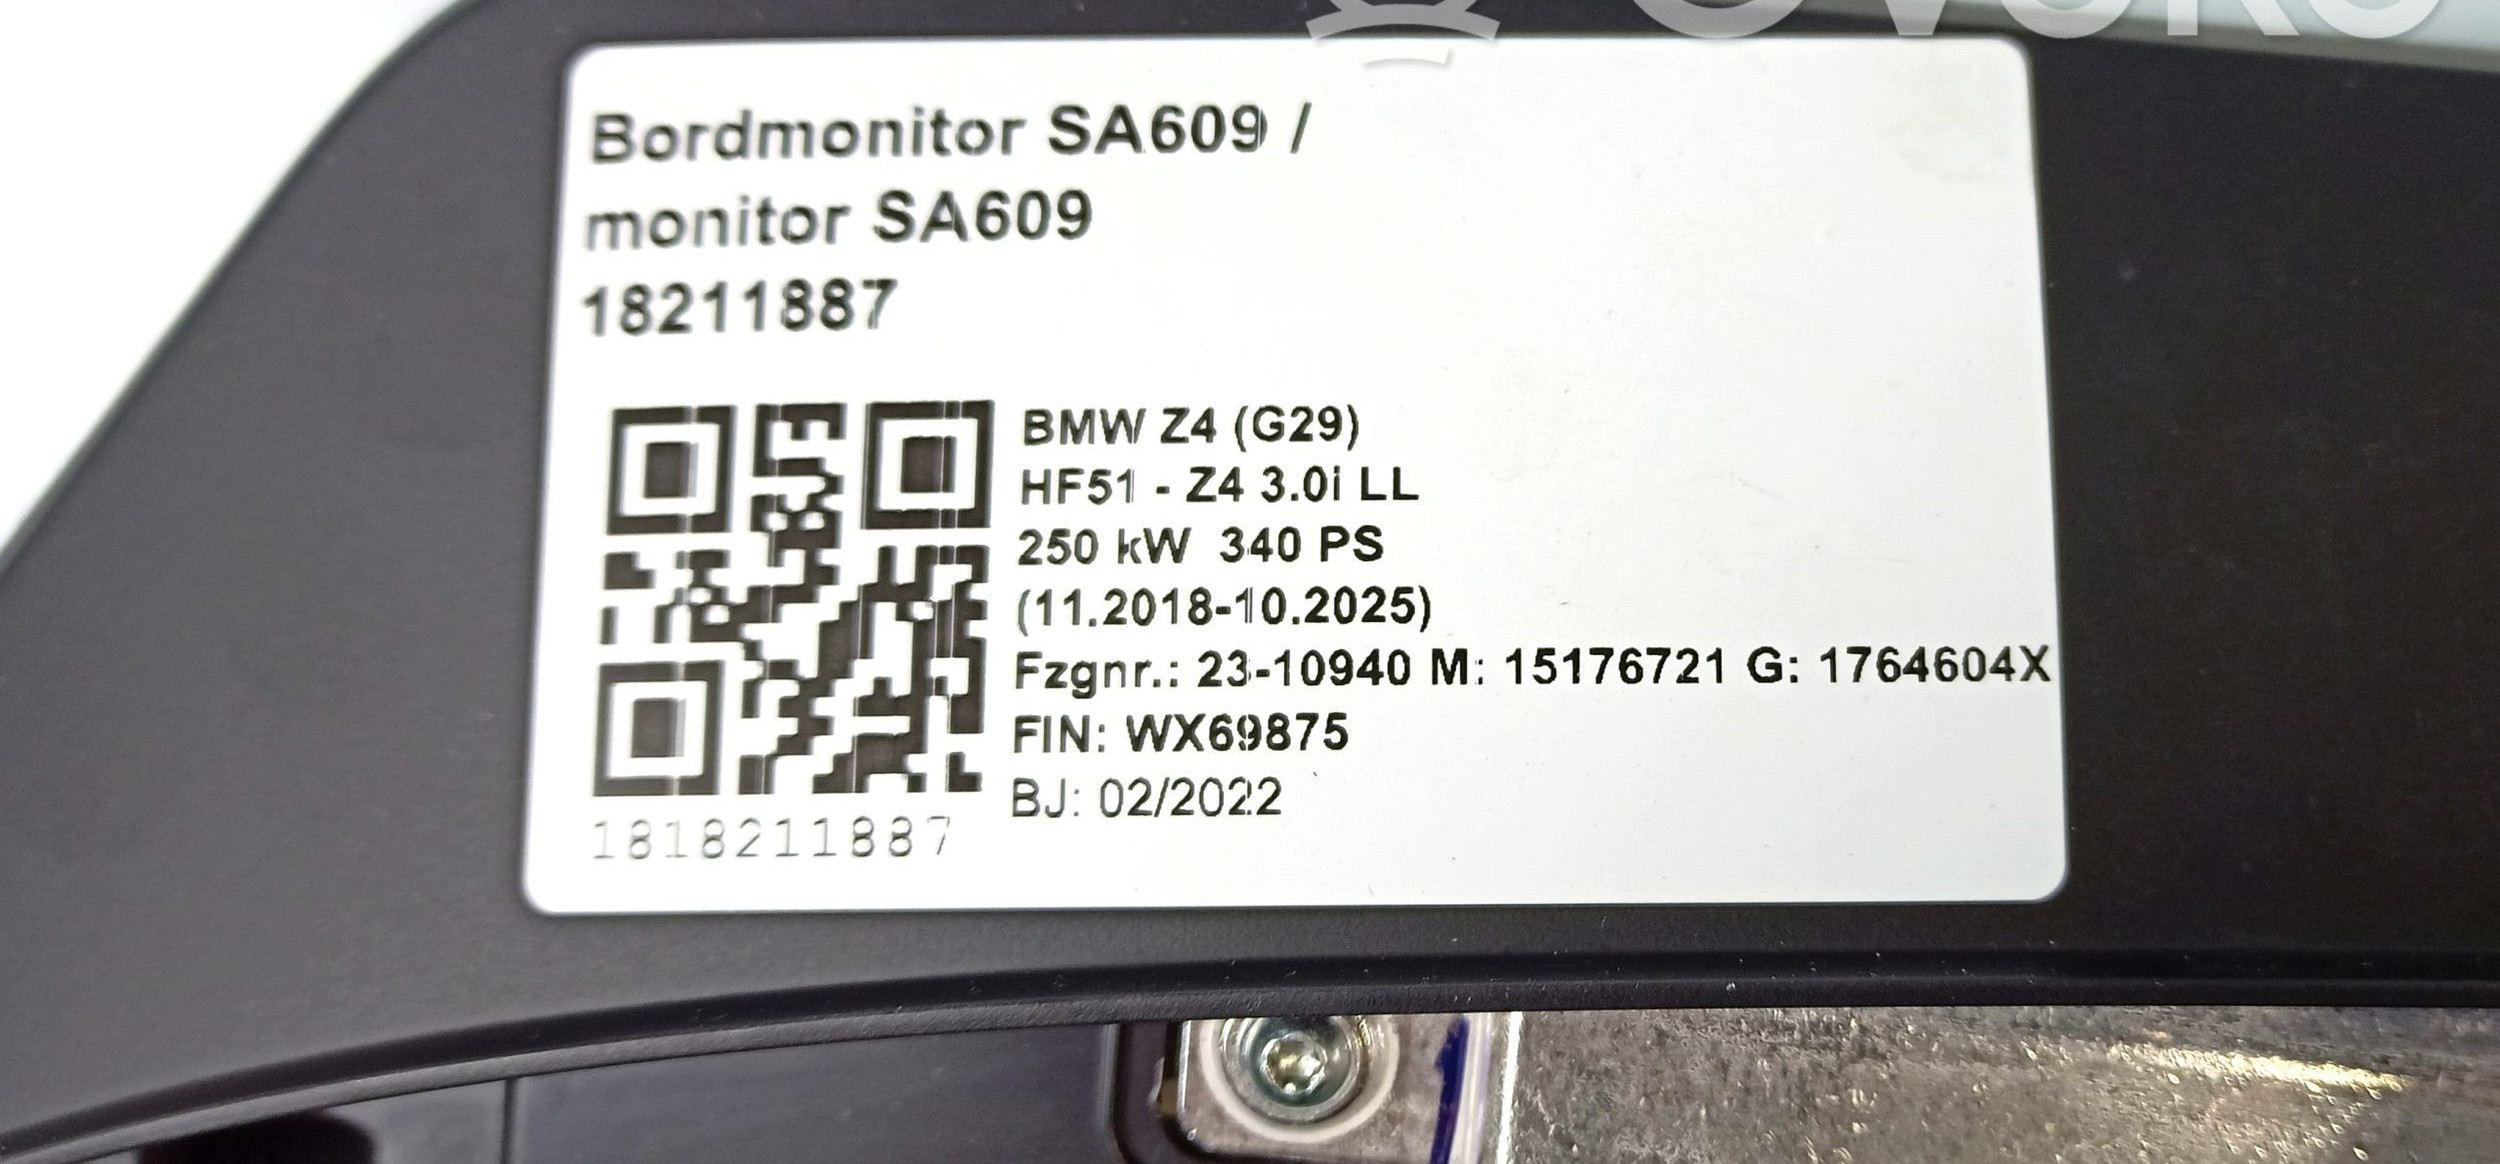 Bordmonitor SA609 /
monitor SA609
18211887
BMW Z4 (G29)
HF51 - Z4 3.0i LL
250 kW 340 PS
(11.2018-10.2025)
Fzgnr.: 23-10940 M: 15176721 G: 1764604X
FIN: WX69875
BJ: 02/2022
1818211887